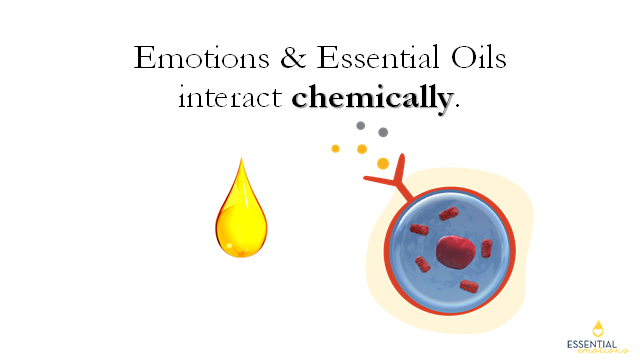 Emotions & Essential Oils
interact chemically.
ESSENTIAL
emotions